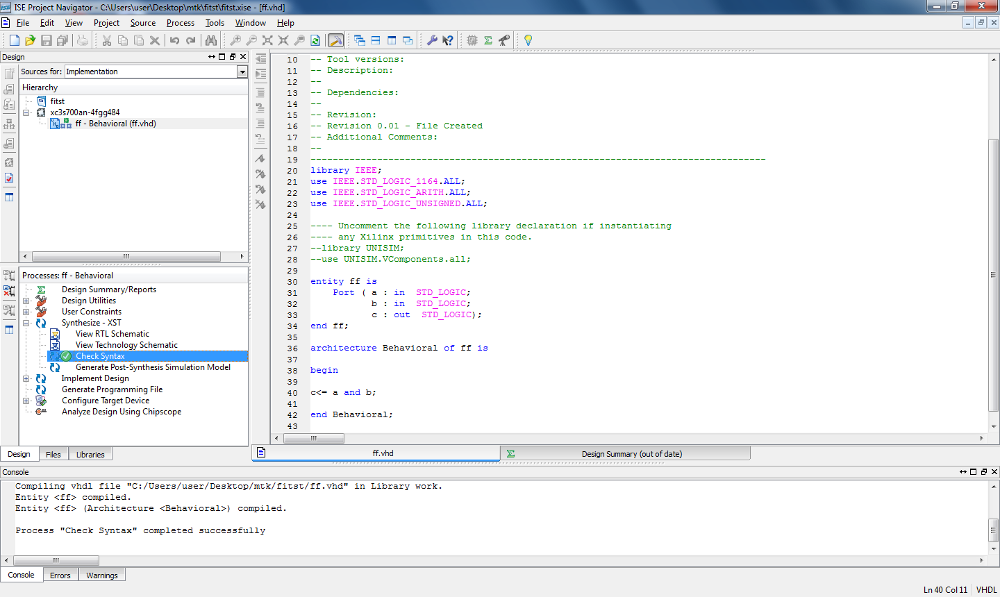 ISE ISE Project Navigator - C:\Users\user\Desktop\mtk\fitst\fitst.xise - [ff.vhd]
File Edit View Project Source Process Tools Window Help
Design
Sources for: Implementation
Hierarchy
fitst
xc3s700an-4fgg484
ff - Behavioral (ff.vhd)
Processes: ff - Behavioral
Design Summary/Reports
Design Utilities
User Constraints
Synthesize - XST
View RTL Schematic
View Technology Schematic
Check Syntax
Generate Post-Synthesis Simulation Model
Implement Design
Generate Programming File
Configure Target Device
Analyze Design Using Chipscope
Design Files Libraries
10 -- Tool versions:
11 -- Description:
12 --
13 -- Dependencies:
14 --
15 -- Revision:
16 -- Revision 0.01 - File Created
17 -- Additional Comments:
18 --
19 ----------------------------------------------------------------------------------
20 library IEEE;
21 use IEEE.STD_LOGIC_1164.ALL;
22 use IEEE.STD_LOGIC_ARITH.ALL;
23 use IEEE.STD_LOGIC_UNSIGNED.ALL;
24
25 ---- Uncomment the following library declaration if instantiating
26 ---- any Xilinx primitives in this code.
27 --library UNISIM;
28 --use UNISIM.VComponents.all;
29
30 entity ff is
31     Port ( a : in  STD_LOGIC;
32            b : in  STD_LOGIC;
33            c : out  STD_LOGIC);
34 end ff;
35
36 architecture Behavioral of ff is
37
38 begin
39
40 c<= a and b;
41
42 end Behavioral;
43
ff.vhd
Design Summary (out of date)
Console
Compiling vhdl file "C:/Users/user/Desktop/mtk/fitst/ff.vhd" in Library work.
Entity <ff> compiled.
Entity <ff> (Architecture <Behavioral>) compiled.
Process "Check Syntax" completed successfully
Console Errors Warnings
Ln 40 Col 11 VHDL